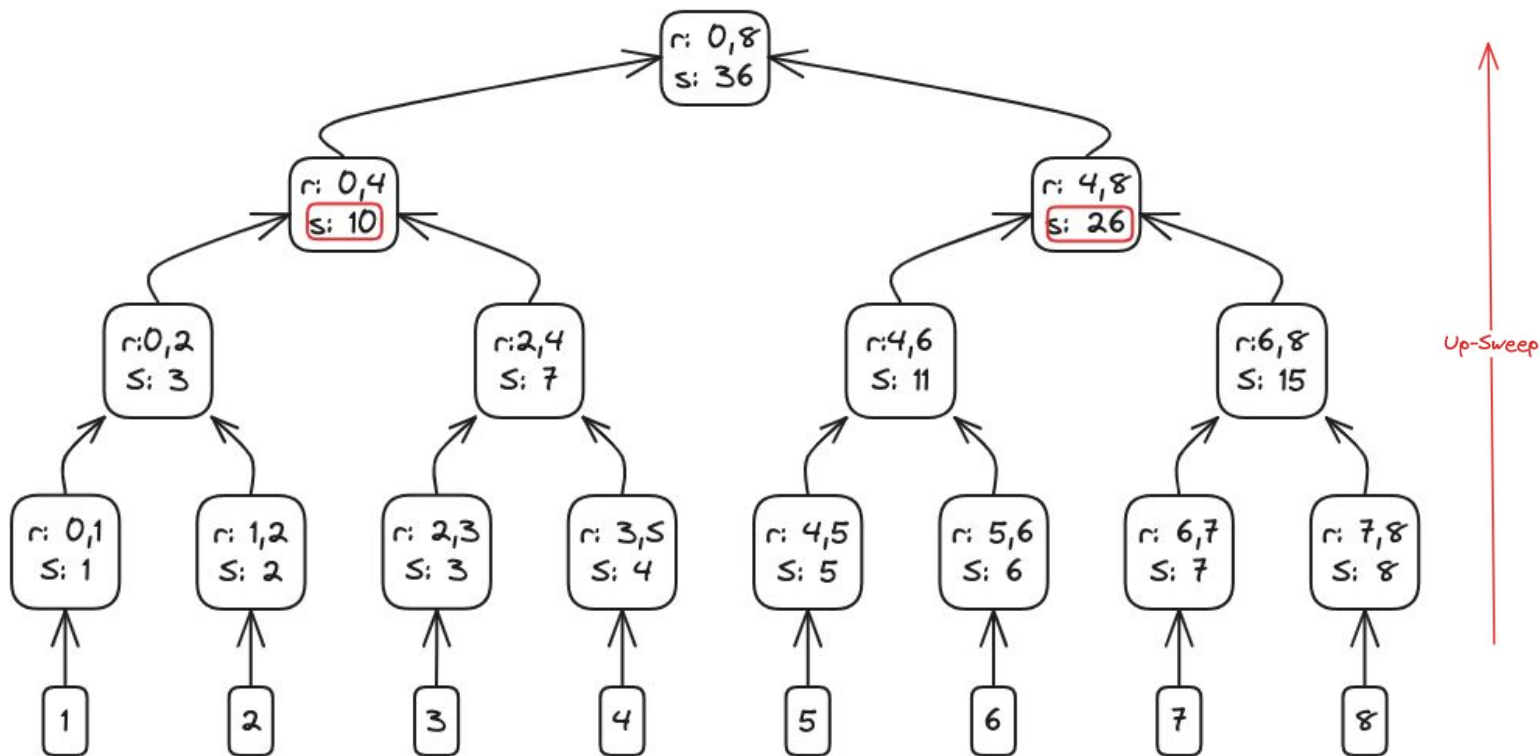 r: 0,8
s: 36
r: 0,4
s: 10
r: 4,8
s: 26
r:0,2
S: 3
r:2,4
S: 7
r:4,6
S: 11
r:6,8
S: 15
Up-Sweep
r: 0,1
S: 1
r: 1,2
S: 2
r: 2,3
S: 3
r: 3,5
S: 4
r: 4,5
S: 5
r: 5,6
S: 6
r: 6,7
S: 7
r: 7,8
S: 8
1
2
3
4
5
6
7
8